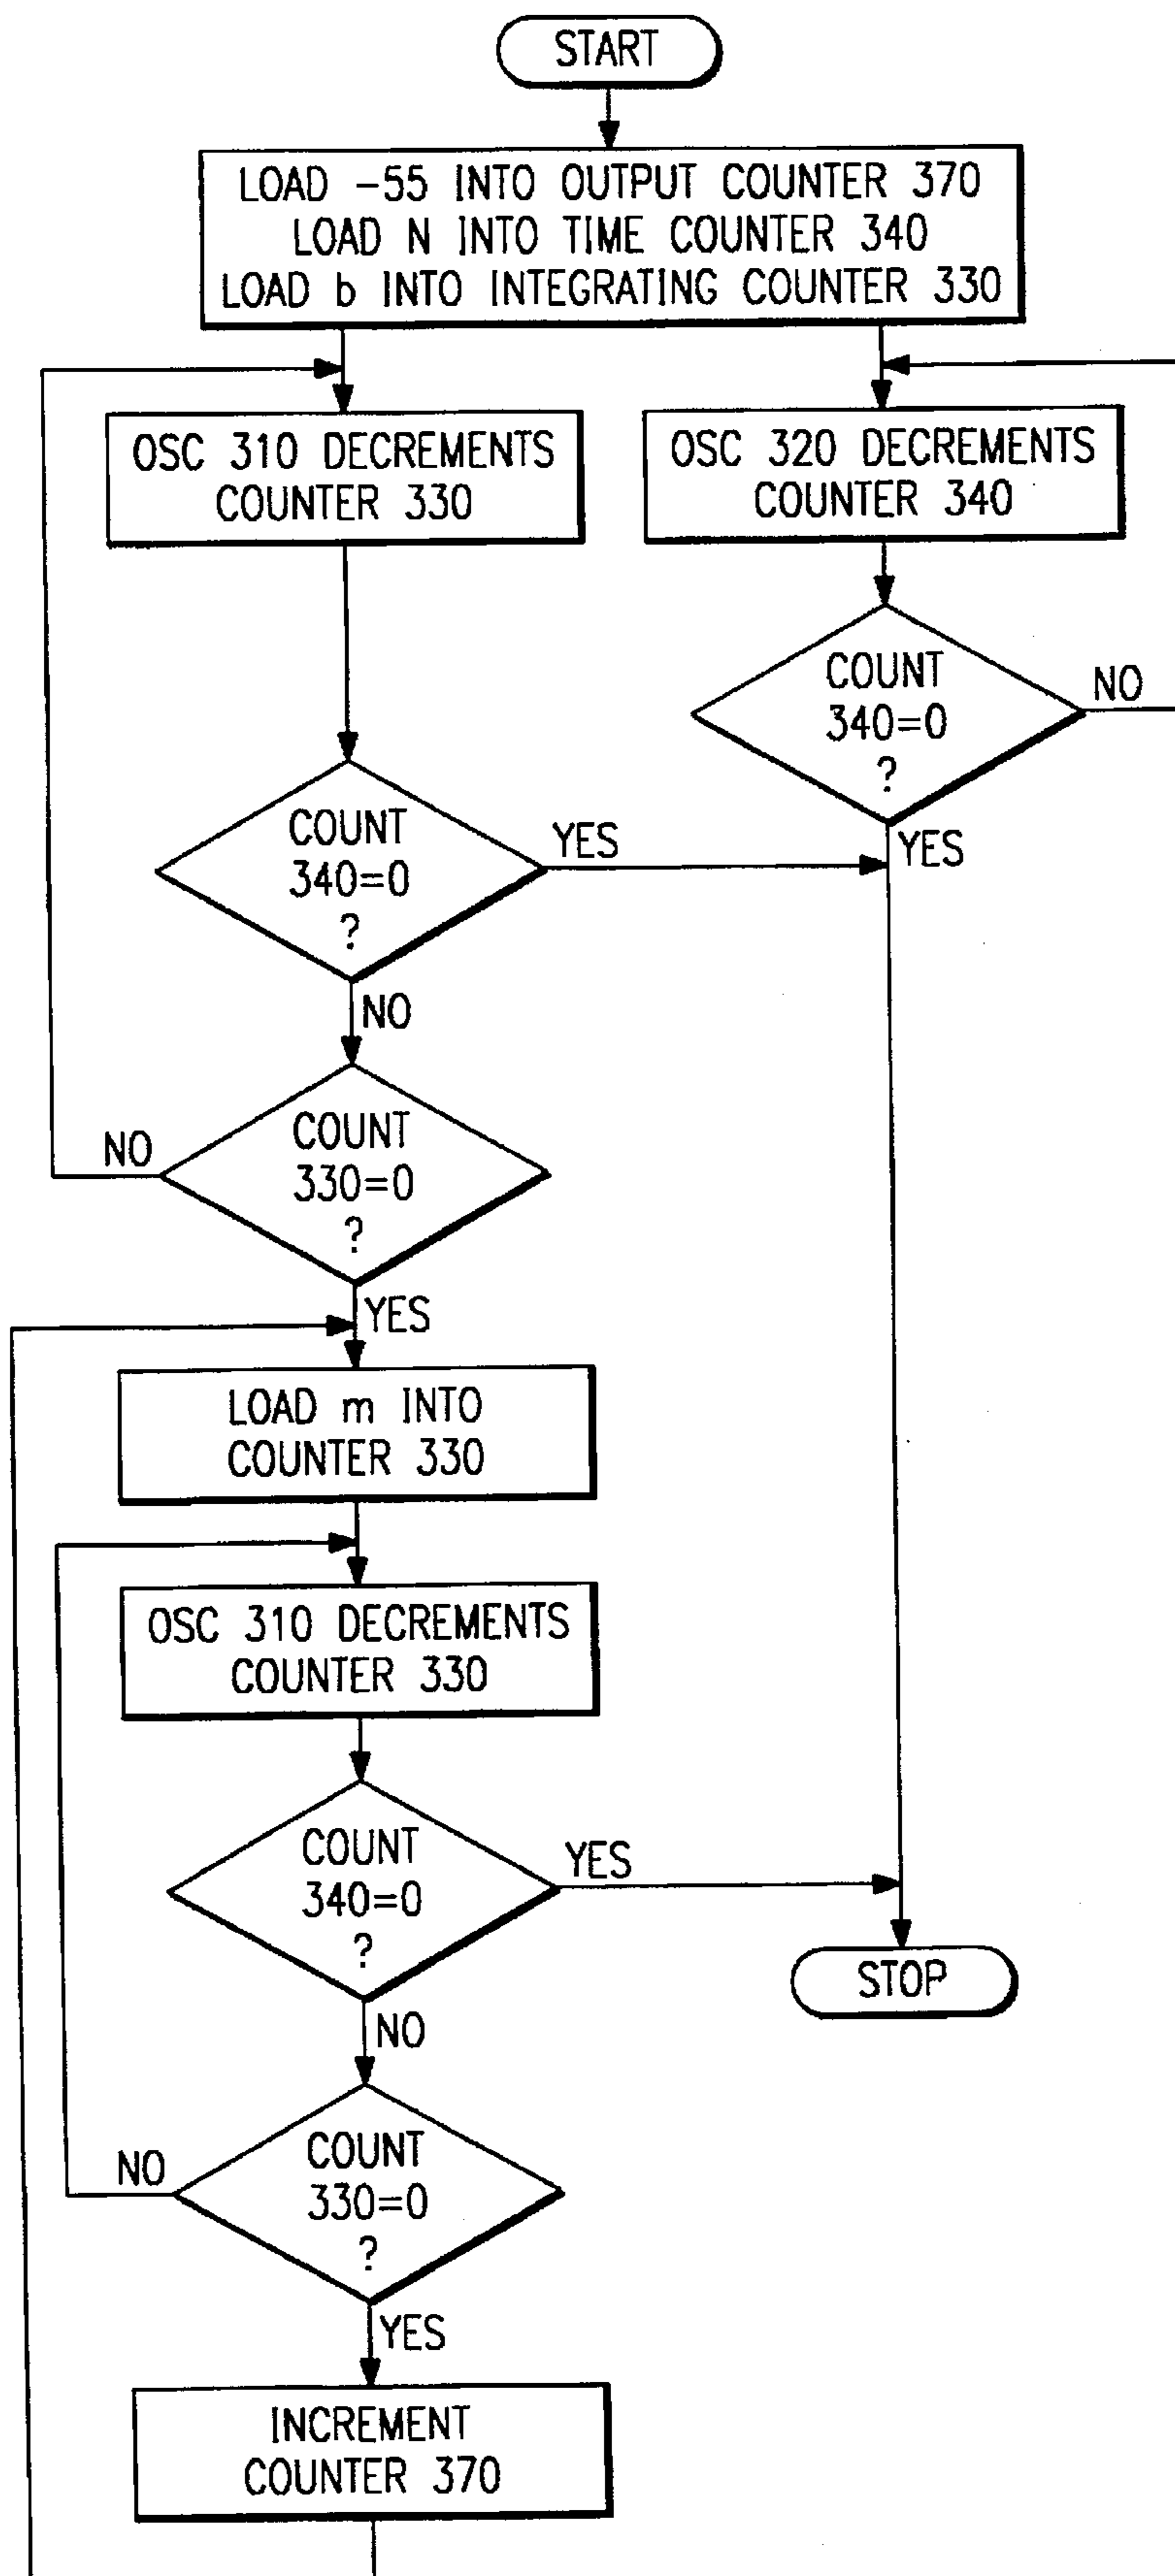 START
LOAD -55 INTO OUTPUT COUNTER 370
LOAD N INTO TIME COUNTER 340
LOAD b INTO INTEGRATING COUNTER 330
OSC 310 DECREMENTS
COUNTER 330
OSC 320 DECREMENTS
COUNTER 340
COUNT
340=0
?
NO
YES
COUNT
340=0
?
YES
NO
COUNT
330=0
?
NO
YES
LOAD m INTO
COUNTER 330
OSC 310 DECREMENTS
COUNTER 330
COUNT
340=0
?
YES
NO
STOP
COUNT
330=0
?
NO
YES
INCREMENT
COUNTER 370